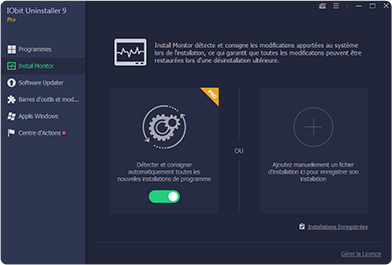 IObit Uninstaller 9
Pro
Programmes
Install Monitor
Software Updater
Barres d'outils et mod...
Applis Windows
Centre d'Actions
Install Monitor détecte et consigne les modifications apportées au système
lors de l'installation, ce qui garantit que toutes les modifications peuvent être
restaurées lors d'une désinstallation ultérieure.
PRO
Détecter et consigner
automatiquement toutes les
nouvelles installations de programme
OU
Ajoutez manuellement un fichier
d'installation ici pour enregistrer son
installation
Installations Enregistrées
Gérer la Licence